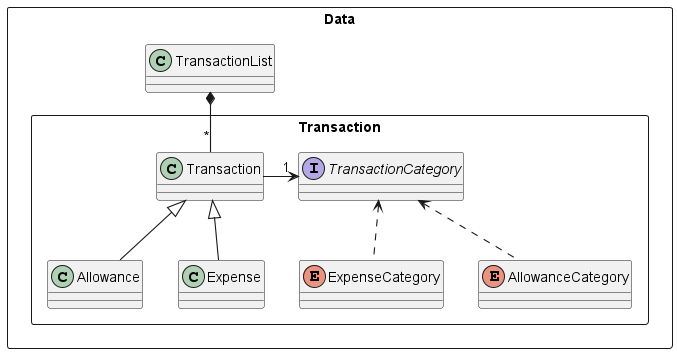 Data
C TransactionList
*
Transaction
C Transaction
1
I TransactionCategory
C Allowance
C Expense
E ExpenseCategory
E AllowanceCategory